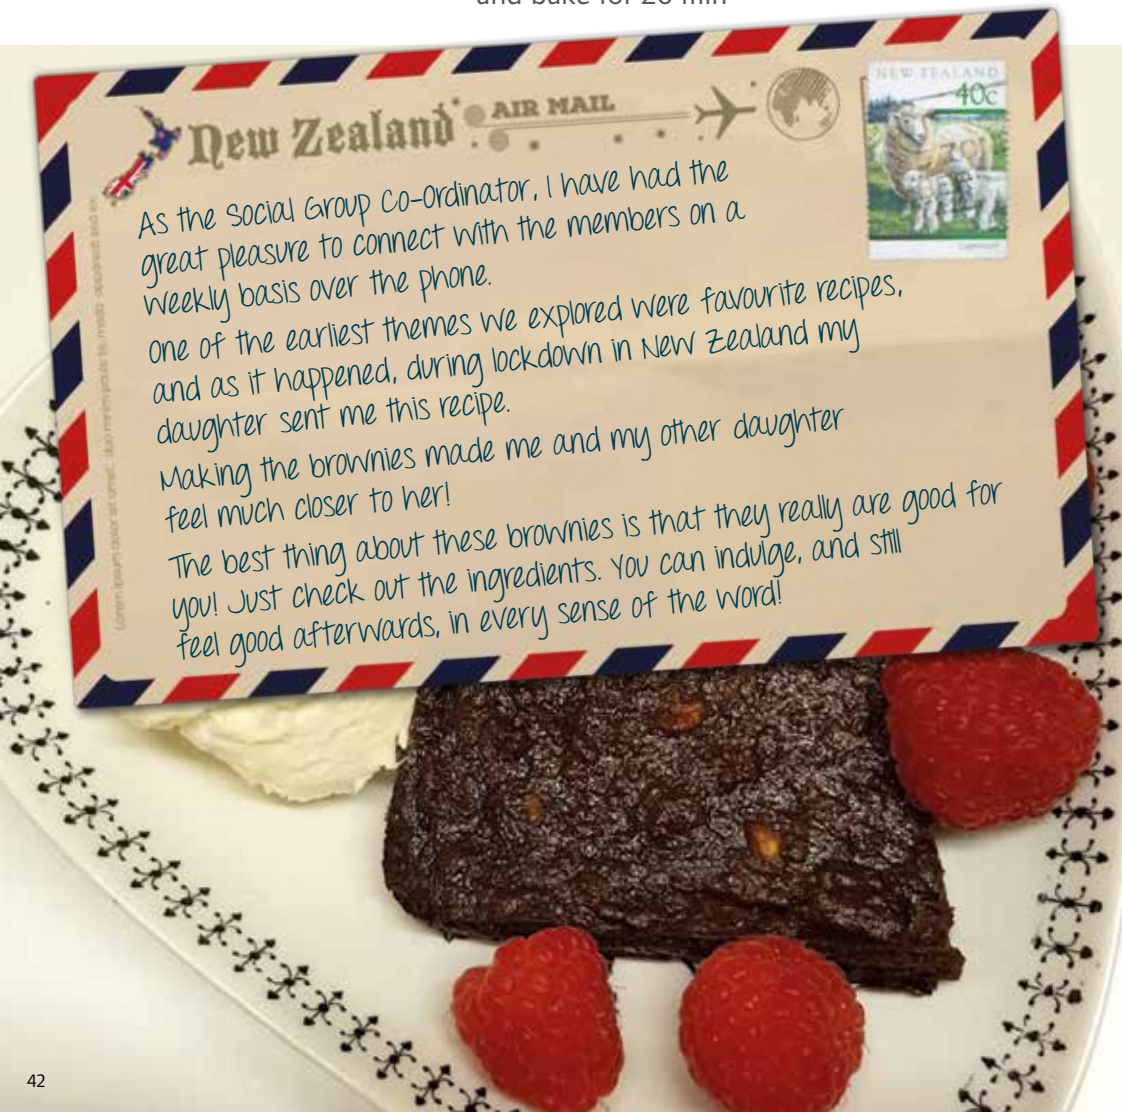 and bake for 20 min
New Zealand
AIR MAIL
NEW ZEALAND
40c
As the Social Group Co-Ordinator, I have had the
great pleasure to connect with the members on a
weekly basis over the phone.
One of the earliest themes we explored were favourite recipes,
and as it happened, during lockdown in New Zealand my
daughter sent me this recipe.
Making the brownies made me and my other daughter
feel much closer to her!
The best thing about these brownies is that they really are good for
you! Just check out the ingredients. You can indulge, and still
feel good afterwards, in every sense of the word!
42